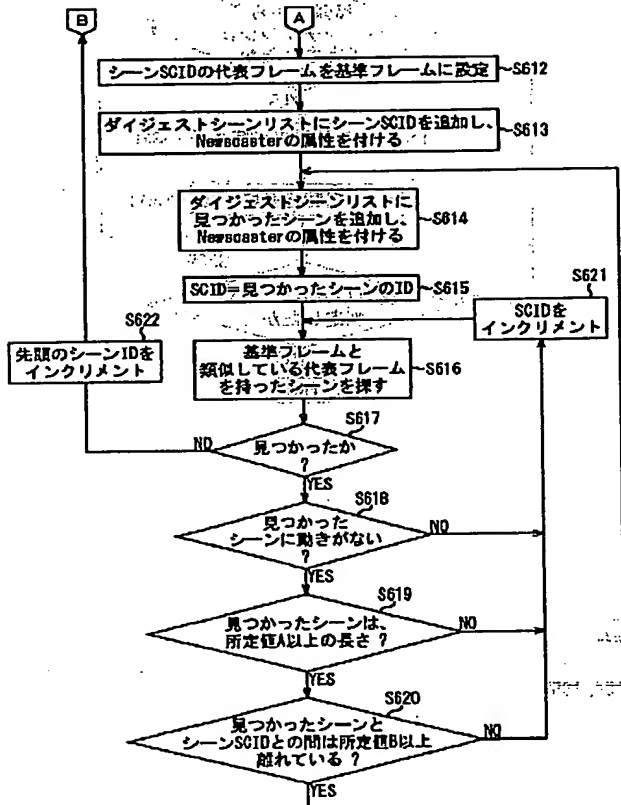 B
A
シーンSCIDの代表フレームを基準フレームに設定
S612
ダイジェストシーンリストにシーンSCIDを追加し、
Newscasterの属性を付ける
S613
ダイジェストシーンリストに
見つかったシーンを追加し、
Newscasterの属性を付ける
S614
SCID=見つかったシーンのID
S615
S621
SCIDを
インクリメント
S622
先頭のシーンIDを
インクリメント
基準フレームと
類似している代表フレーム
を持ったシーンを探す
S616
S617
見つかったか
?
NO
YES
S618
見つかった
シーンに動きがない
?
NO
YES
S619
見つかったシーンは、
所定値A以上の長さ?
NO
YES
S620
見つかったシーンと
シーンSCIDとの間は所定値B以上
離れている?
NO
YES